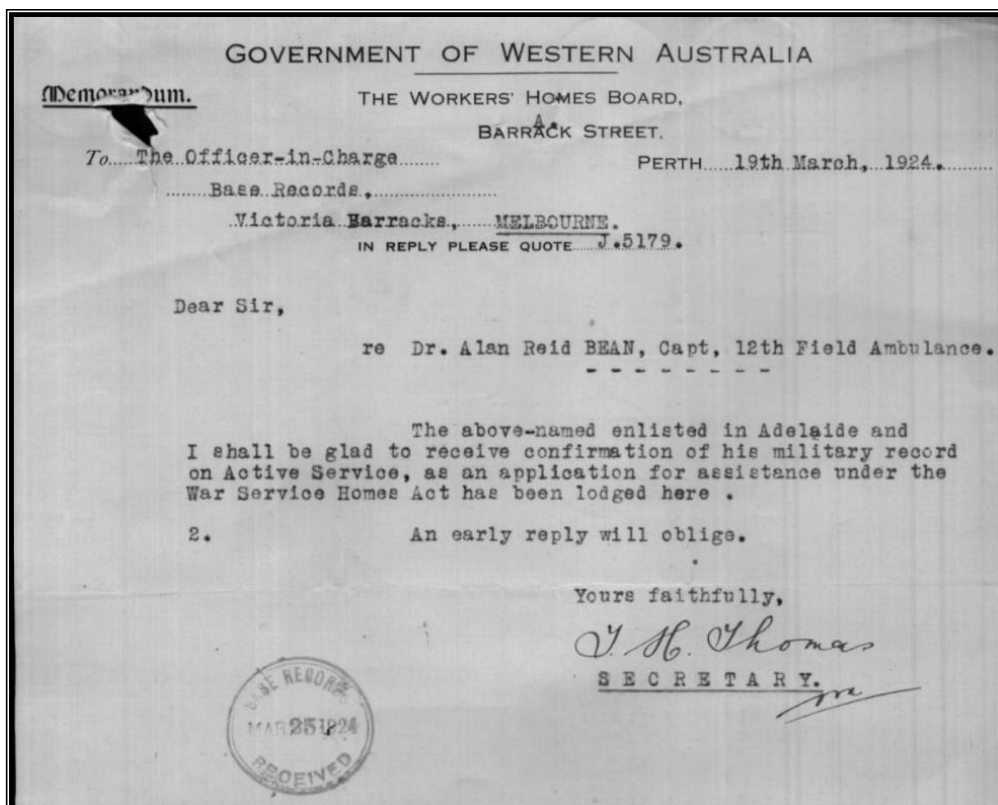 GOVERNMENT OF WESTERN AUSTRALIA
Memorandum.
THE WORKERS' HOMES BOARD,
A.
BARRACK STREET.
To The Officer-in-Charge
PERTH 19th March, 1924.
Base Records,
Victoria Barracks, MELBOURNE.
IN REPLY PLEASE QUOTE J.5179.
Dear Sir,
re Dr. Alan Reid BEAN, Capt, 12th Field Ambulance.
- - - - - - - -
The above-named enlisted in Adelaide and
I shall be glad to receive confirmation of his military record
on Active Service, as an application for assistance under the
War Service Homes Act has been lodged here .
2. An early reply will oblige.
Yours faithfully,
T. H. Thomas
SECRETARY.
BASE RECORDS
MAR 25 1924
RECEIVED